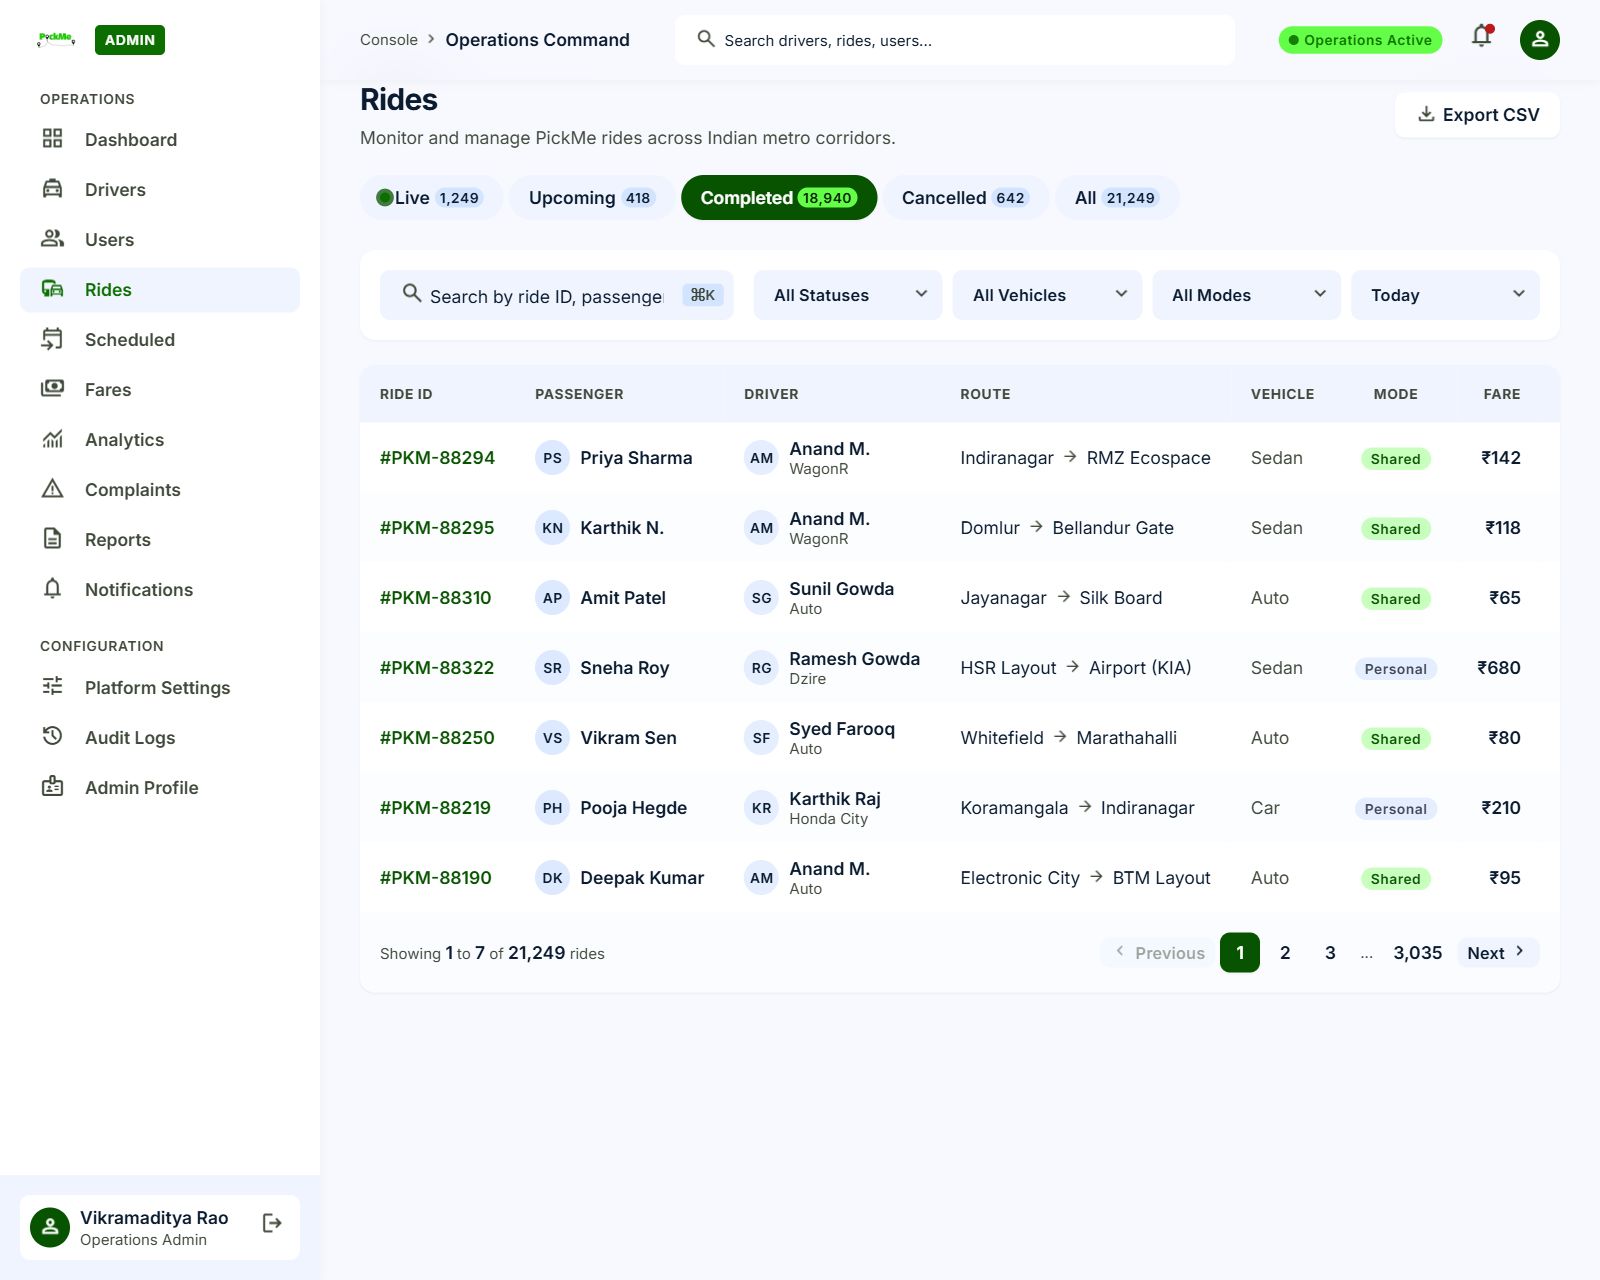 PickMe
ADMIN
OPERATIONS
Dashboard
Drivers
Users
Rides
Scheduled
Fares
Analytics
Complaints
Reports
Notifications
CONFIGURATION
Platform Settings
Audit Logs
Admin Profile
Vikramaditya Rao
Operations Admin
Console > Operations Command
Search drivers, rides, users...
Operations Active
Rides
Monitor and manage PickMe rides across Indian metro corridors.
Export CSV
Live 1,249 Upcoming 418 Completed 18,940 Cancelled 642 All 21,249
Search by ride ID, passenger ⌘K All Statuses All Vehicles All Modes Today
RIDE ID PASSENGER DRIVER ROUTE VEHICLE MODE FARE
#PKM-88294 PS Priya Sharma AM Anand M. WagonR Indiranagar → RMZ Ecospace Sedan Shared ₹142
#PKM-88295 KN Karthik N. AM Anand M. WagonR Domlur → Bellandur Gate Sedan Shared ₹118
#PKM-88310 AP Amit Patel SG Sunil Gowda Auto Jayanagar → Silk Board Auto Shared ₹65
#PKM-88322 SR Sneha Roy RG Ramesh Gowda Dzire HSR Layout → Airport (KIA) Sedan Personal ₹680
#PKM-88250 VS Vikram Sen SF Syed Farooq Auto Whitefield → Marathahalli Auto Shared ₹80
#PKM-88219 PH Pooja Hegde KR Karthik Raj Honda City Koramangala → Indiranagar Car Personal ₹210
#PKM-88190 DK Deepak Kumar AM Anand M. Auto Electronic City → BTM Layout Auto Shared ₹95
Showing 1 to 7 of 21,249 rides
Previous 1 2 3 ... 3,035 Next